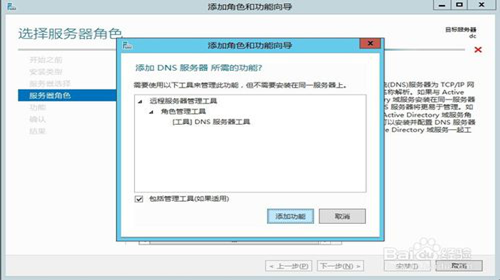 添加角色和功能向导
选择服务器角色
目标服务器
dc
开始之前
安装类型
服务器选择
服务器角色
功能
确认
结果
添加角色和功能向导
添加 DNS 服务器 所需的功能?
需要使用以下工具来管理此功能，但不需要安装在同一服务器上。
远程服务器管理工具
角色管理工具
[工具] DNS 服务器工具
包括管理工具(如果适用)
添加功能
取消
(DNS)服务器为 TCP/IP 网
名称解析。如果与 Active
域服务安装在同一服务器
服务器将更易于管理。如
Active Directory 域服务角
可以安装并配置 DNS 服务器
Active Directory 域服务一起工
< 上一步(P)
下一步(N) >
安装(I)
取消
Baidu 经验